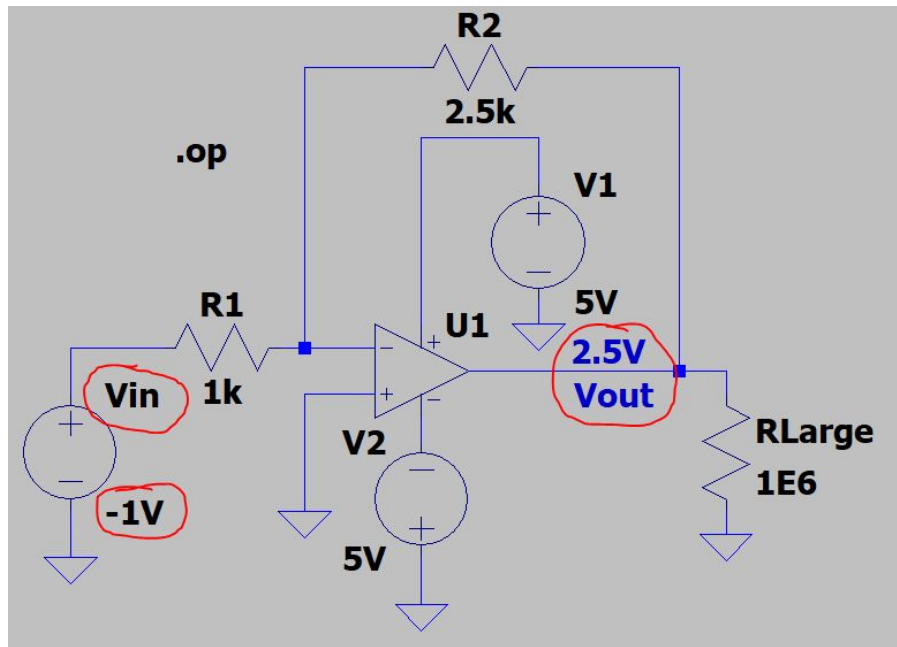 R2
2.5k
.op
V1
5V
R1
1k
U1
2.5V
Vout
Vin
-1V
V2
5V
RLarge
1E6